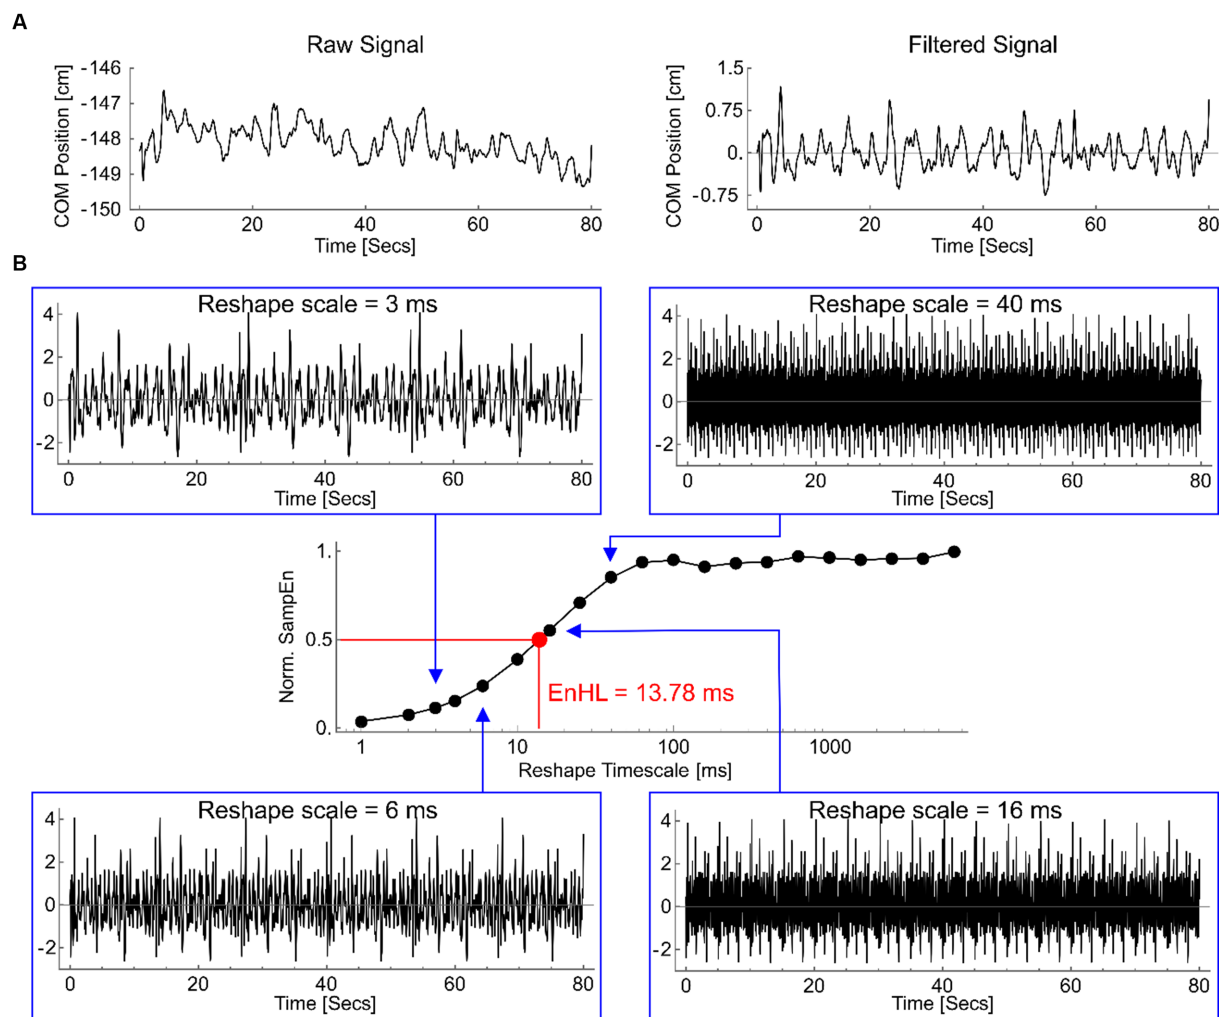 A
Raw Signal
Filtered Signal
COM Position [cm]
-146
-147
-148
-149
-150
0 20 40 60 80
Time [Secs]
COM Position [cm]
1.5
0.75
0.
-0.75
0 20 40 60 80
Time [Secs]
B
Reshape scale = 3 ms
4
2
0
-2
0 20 40 60 80
Time [Secs]
Reshape scale = 40 ms
4
2
0
-2
0 20 40 60 80
Time [Secs]
Norm. SampEn
1.
0.5
0.
EnHL = 13.78 ms
1 10 100 1000
Reshape Timescale [ms]
Reshape scale = 6 ms
4
2
0
-2
0 20 40 60 80
Time [Secs]
Reshape scale = 16 ms
4
2
0
-2
0 20 40 60 80
Time [Secs]